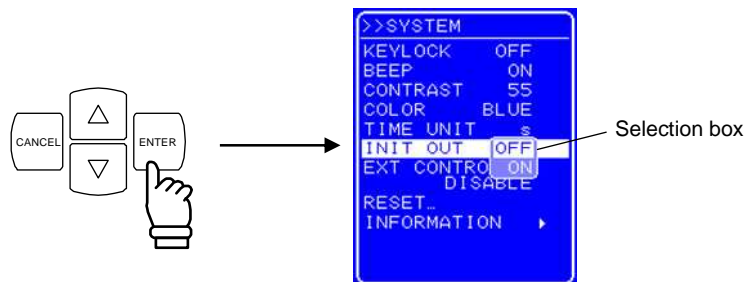 CANCEL
ENTER
>>SYSTEM
KEYLOCK OFF
BEEP ON
CONTRAST 55
COLOR BLUE
TIME UNIT s
INIT OUT OFF
EXT CONTRO ON
DISABLE
RESET…
INFORMATION
Selection box